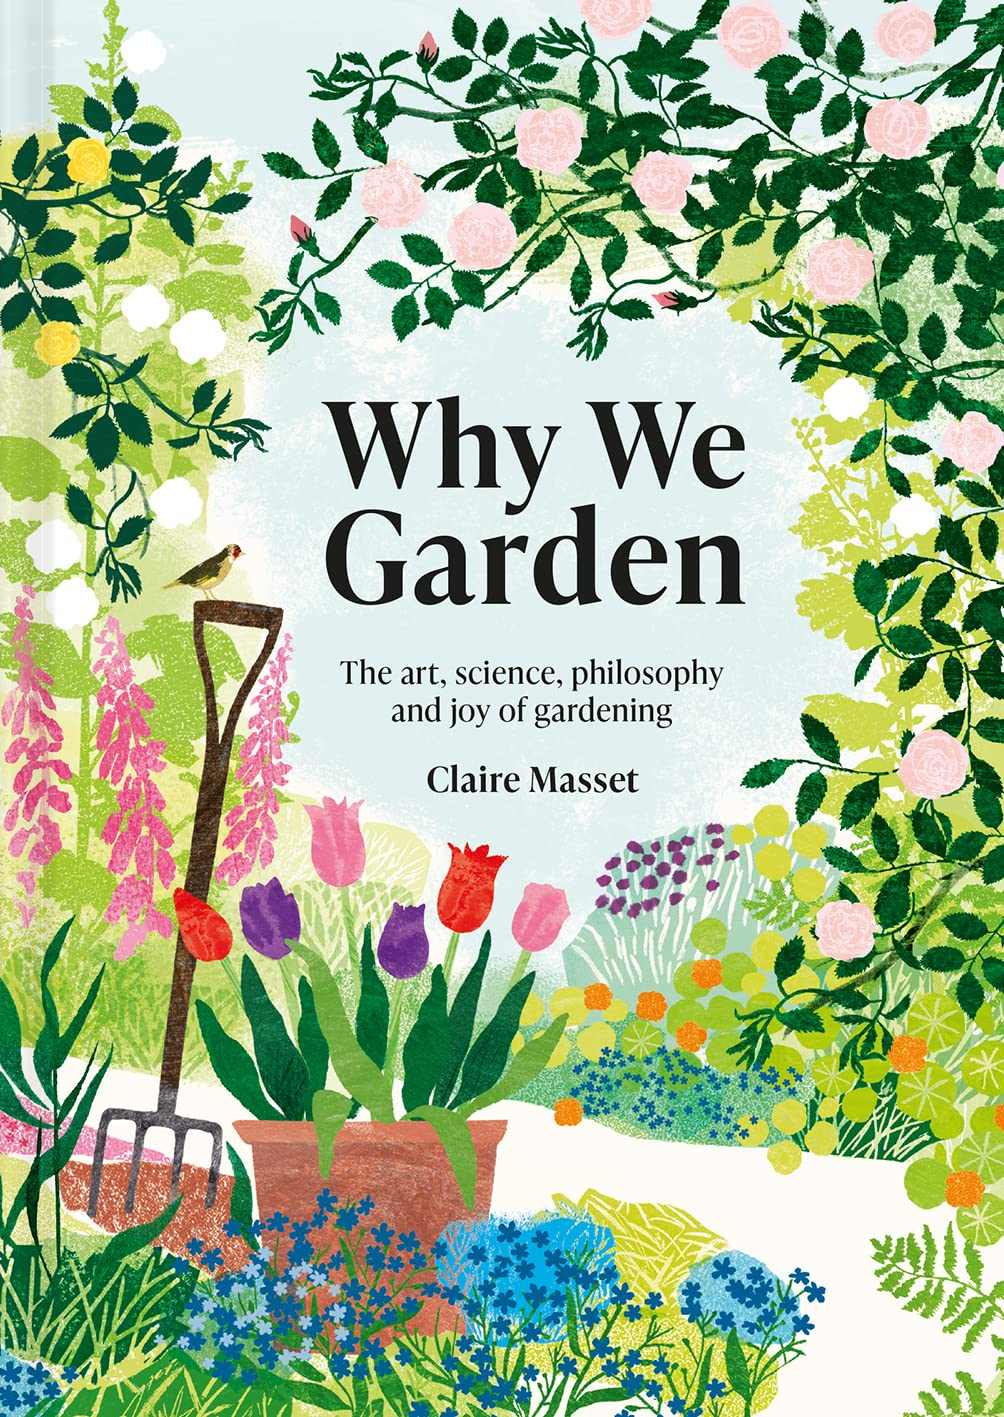 Why We
Garden
The art, science, philosophy
and joy of gardening
Claire Masset